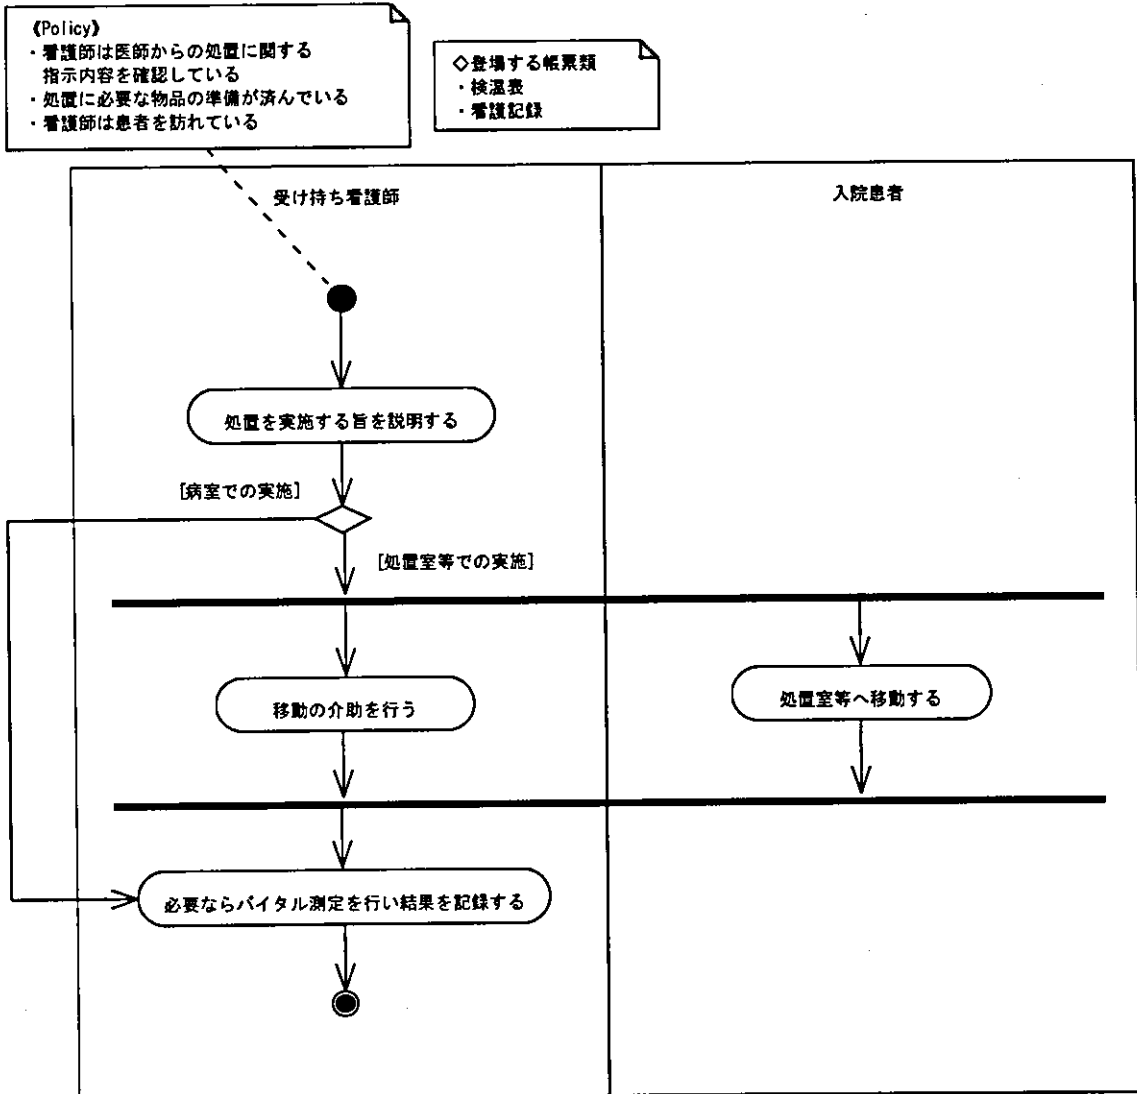 《Policy》
・看護師は医師からの処置に関する
指示内容を確認している
・処置に必要な物品の準備が済んでいる
・看護師は患者を訪れている
◇登場する帳票類
・検温表
・看護記録
受け持ち看護師
入院患者
処置を実施する旨を説明する
[病室での実施]
[処置室等での実施]
移動の介助を行う
処置室等へ移動する
必要ならバイタル測定を行い結果を記録する